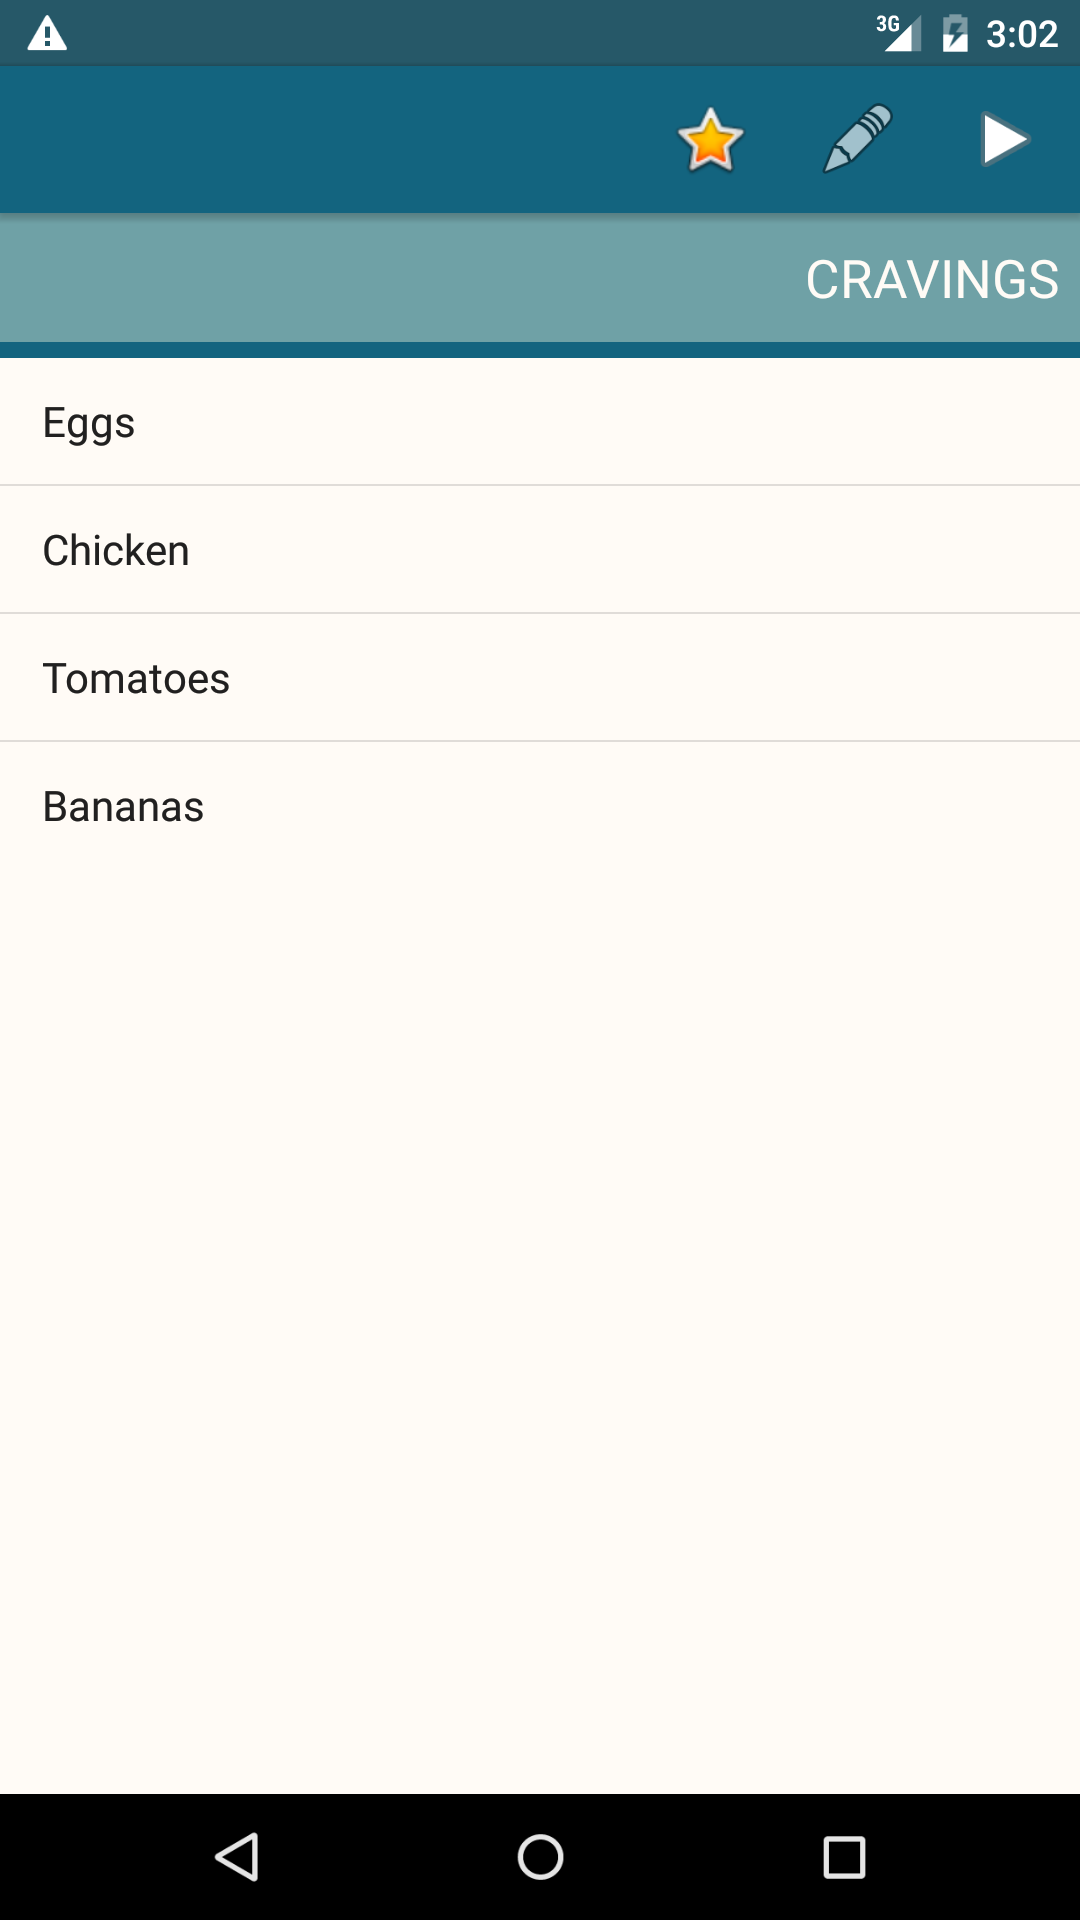 3G 3:02
CRAVINGS
Eggs
Chicken
Tomatoes
Bananas